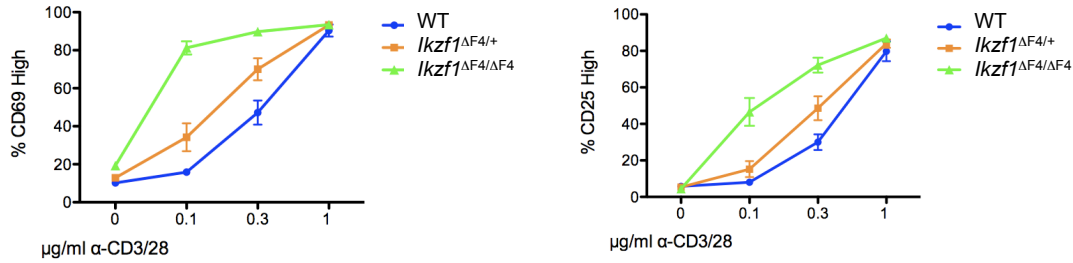 % CD69 High
100
80
60
40
20
0
0 0.1 0.3 1
µg/ml α-CD3/28
WT
Ikzf1ΔF4/+
Ikzf1ΔF4/ΔF4
% CD25 High
100
80
60
40
20
0
0 0.1 0.3 1
µg/ml α-CD3/28
WT
Ikzf1ΔF4/+
Ikzf1ΔF4/ΔF4